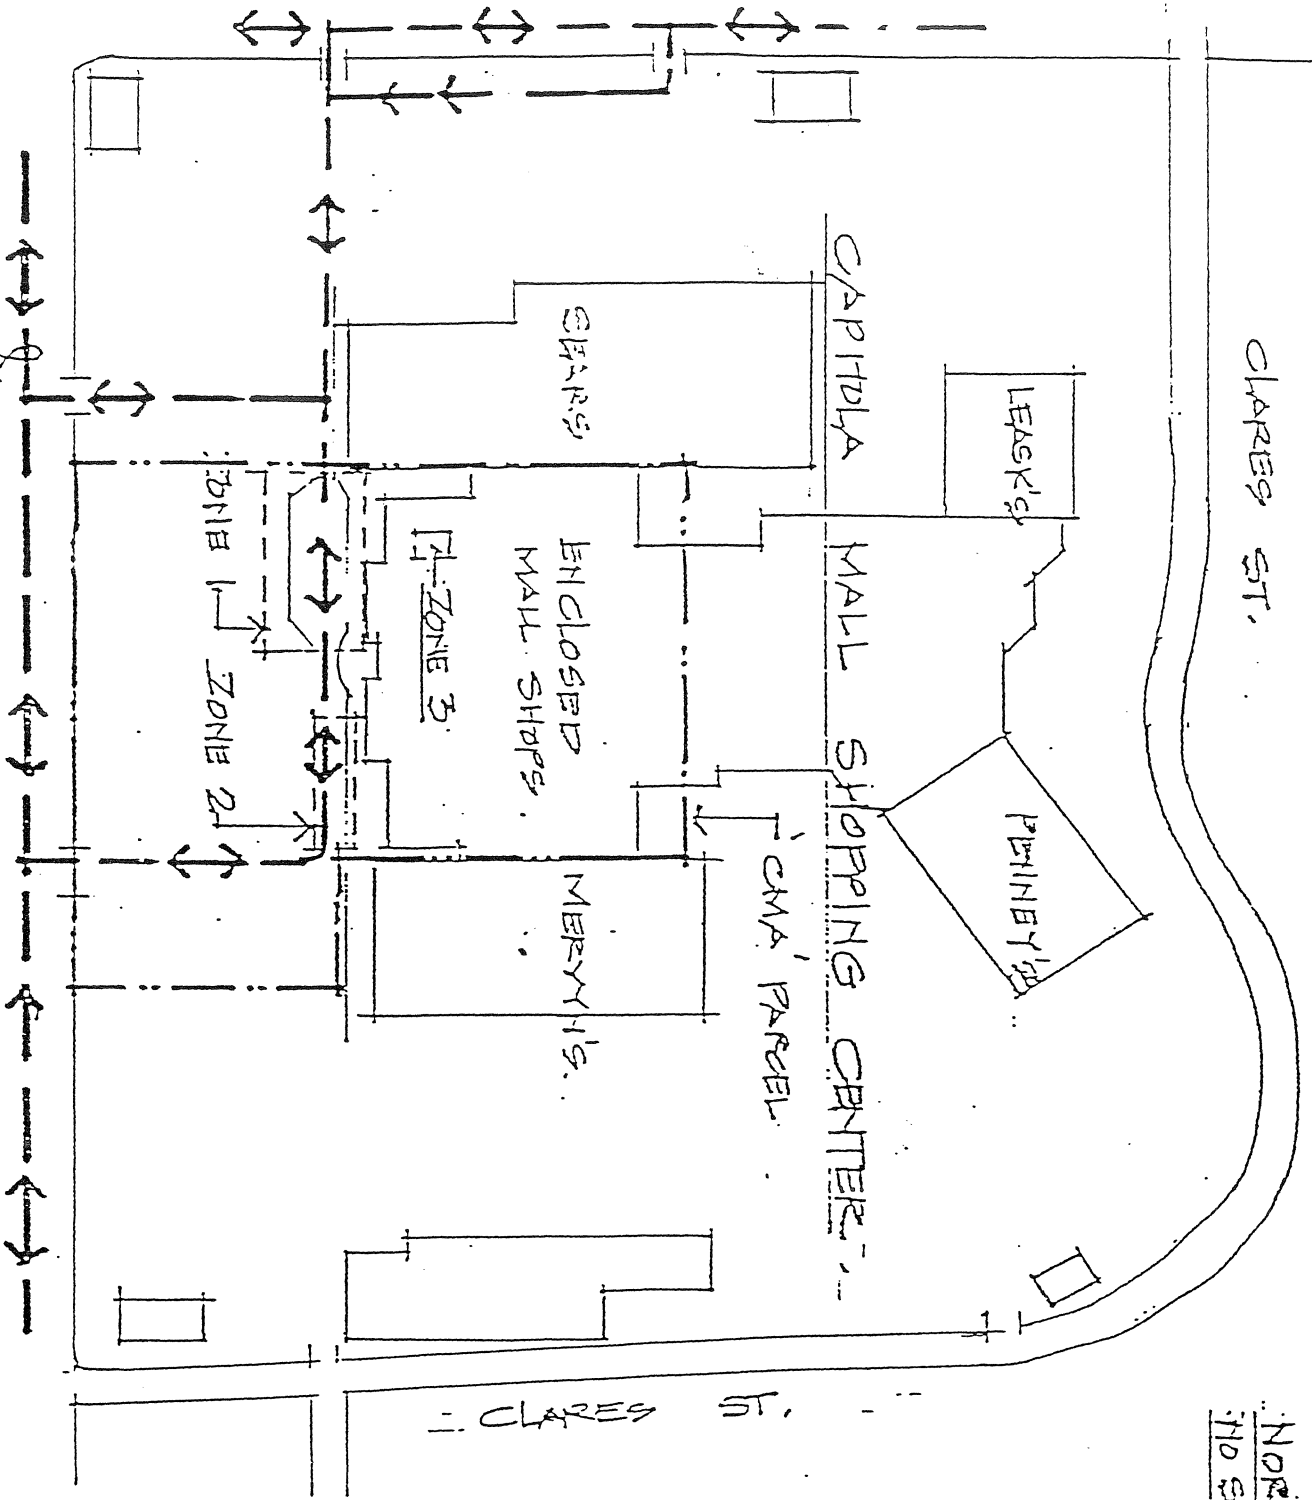 CLARES ST.
LEASK'S
PENNEY'S
CAPITOLA MALL SHOPPING CENTER
'CMA' PARCEL
SEARS
ENCLOSED
MALL SHOPS
MERVYN'S
ZONE 3
ZONE 1
ZONE 2
CLARES ST.
NOR
NO S